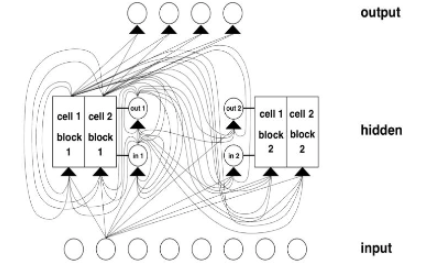 output
cell 1
block
1
cell 2
block
1
out 1
in 1
out 2
in 2
cell 1
block
2
cell 2
block
2
hidden
input